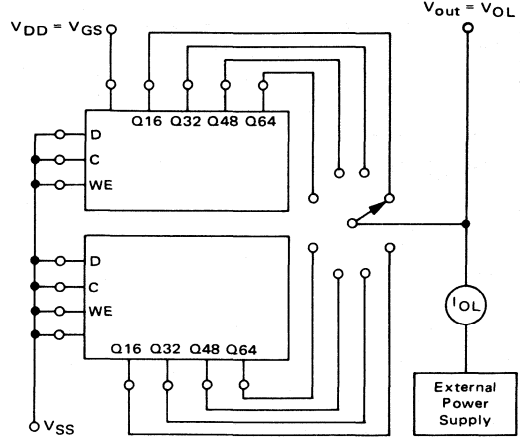 Vout = VOL
VDD = VGS
Q16 Q32 Q48 Q64
D
C
WE
D
C
WE
Q16 Q32 Q48 Q64
IOL
External
Power
Supply
VSS